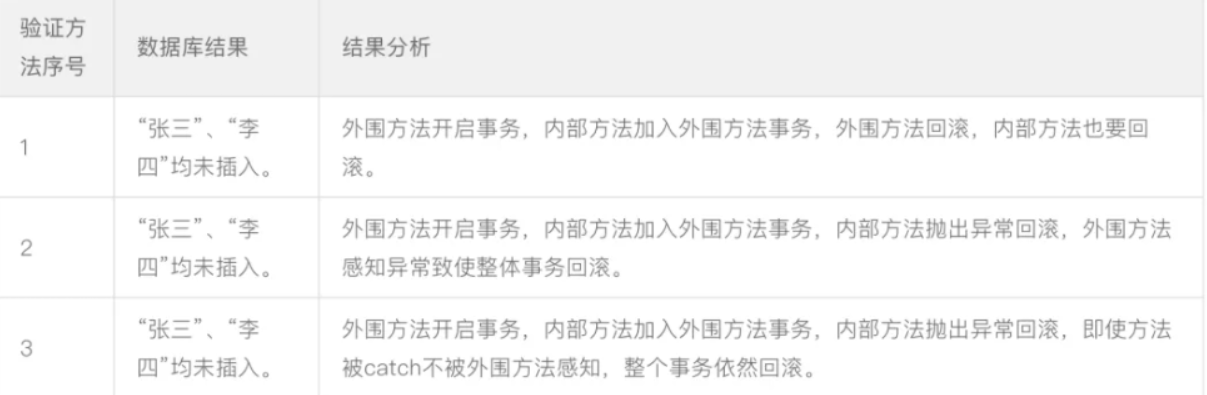 验证方
法序号
数据库结果
结果分析
1
“张三”、“李
四”均未插入。
外围方法开启事务，内部方法加入外围方法事务，外围方法回滚，内部方法也要回
滚。
2
“张三”、“李
四”均未插入。
外围方法开启事务，内部方法加入外围方法事务，内部方法抛出异常回滚，外围方法
感知异常致使整体事务回滚。
3
“张三”、“李
四”均未插入。
外围方法开启事务，内部方法加入外围方法事务，内部方法抛出异常回滚，即使方法
被catch不被外围方法感知，整个事务依然回滚。